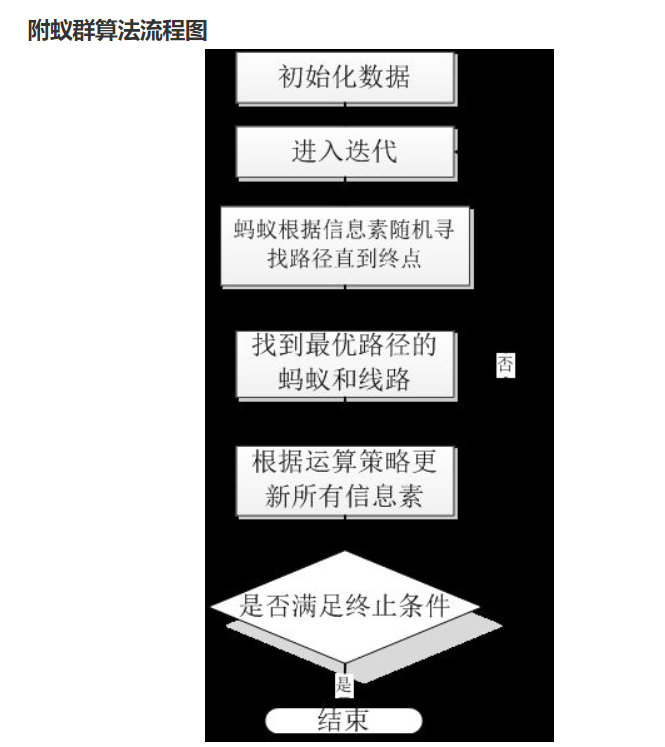 附蚁群算法流程图
初始化数据
进入迭代
蚂蚁根据信息素随机寻
找路径直到终点
找到最优路径的
蚂蚁和线路
否
根据运算策略更
新所有信息素
是否满足终止条件
是
结束